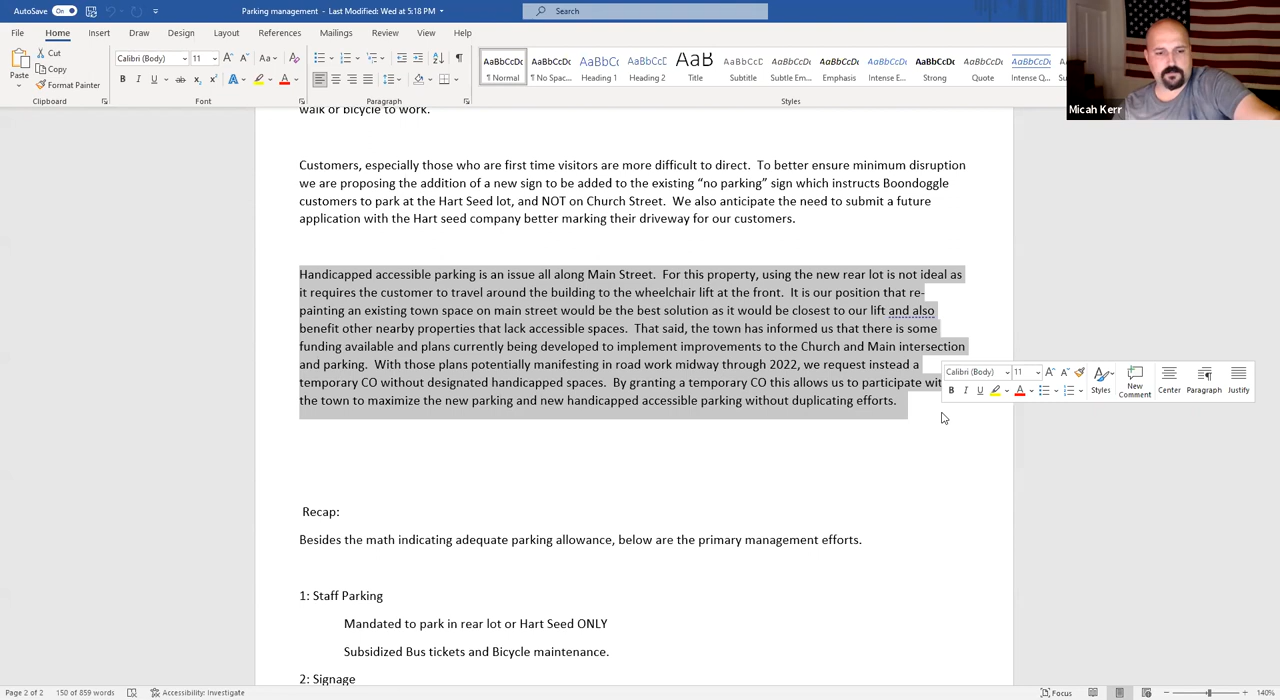 AutoSave On Parking management - Last Modified: Wed at 5:18 PM Search
File Home Insert Draw Design Layout References Mailings Review View Help
Paste Cut Copy Format Painter
Calibri (Body) 11 A A Aa A
B I U ab x₂ x² A A
AaBbCcDc AaBbCcDc AaBbCc AaBbCcC AaB AaBbCcC AaBbCcDc AaBbCcDc AaBbCcDc AaBbCcDc AaBbCcDc AaBbCcDc
¶ Normal ¶ No Spac... Heading 1 Heading 2 Title Subtitle Subtle Em... Emphasis Intense E... Strong Quote Intense Q...
Clipboard Font Paragraph Styles
Micah Kerr
walk or bicycle to work.
Customers, especially those who are first time visitors are more difficult to direct. To better ensure minimum disruption
we are proposing the addition of a new sign to be added to the existing “no parking” sign which instructs Boondoggle
customers to park at the Hart Seed lot, and NOT on Church Street. We also anticipate the need to submit a future
application with the Hart seed company better marking their driveway for our customers.
Handicapped accessible parking is an issue all along Main Street. For this property, using the new rear lot is not ideal as
it requires the customer to travel around the building to the wheelchair lift at the front. It is our position that re-
painting an existing town space on main street would be the best solution as it would be closest to our lift and also
benefit other nearby properties that lack accessible spaces. That said, the town has informed us that there is some
funding available and plans currently being developed to implement improvements to the Church and Main intersection
and parking. With those plans potentially manifesting in road work midway through 2022, we request instead a
temporary CO without designated handicapped spaces. By granting a temporary CO this allows us to participate wit
the town to maximize the new parking and new handicapped accessible parking without duplicating efforts.
Calibri (Body) 11 A A
B I U A Styles New Comment Center Paragraph Justify
Recap:
Besides the math indicating adequate parking allowance, below are the primary management efforts.
1: Staff Parking
Mandated to park in rear lot or Hart Seed ONLY
Subsidized Bus tickets and Bicycle maintenance.
2: Signage
Page 2 of 2 150 of 859 words Accessibility: Investigate Focus 140%